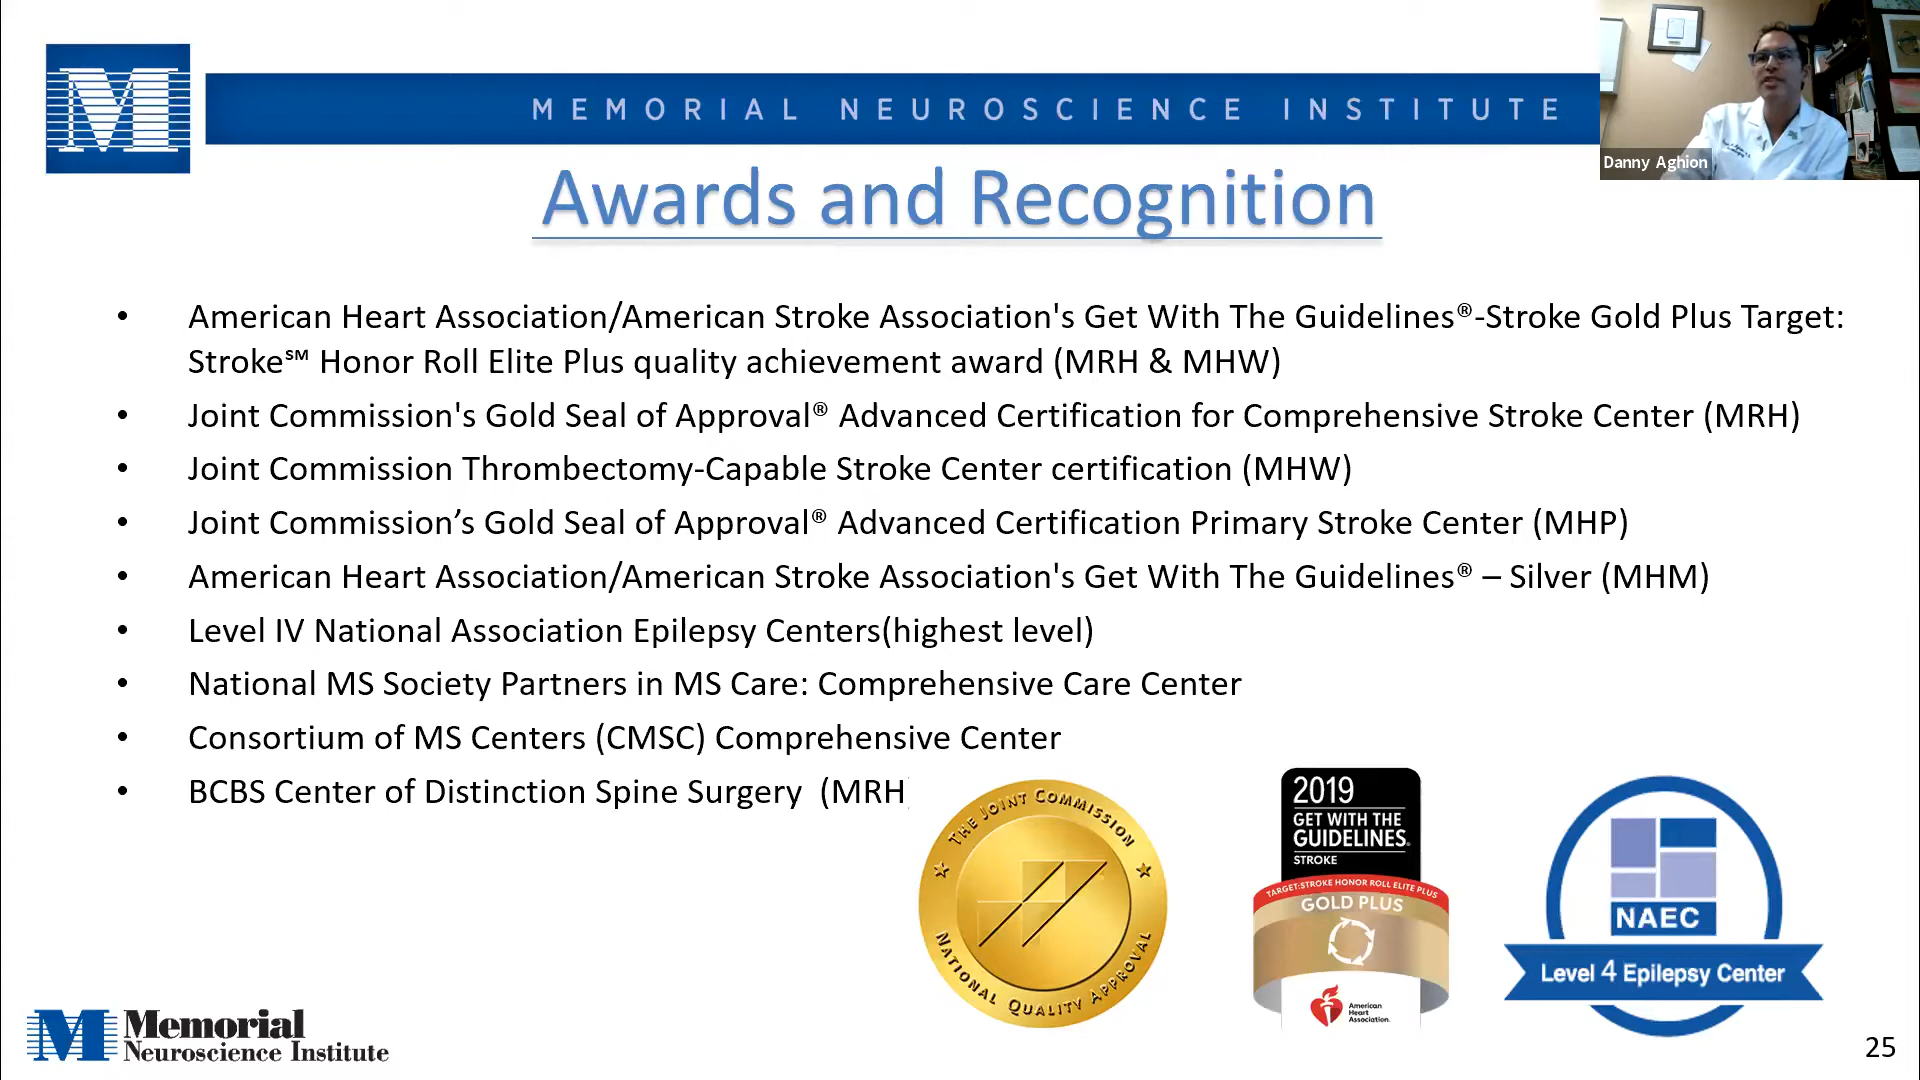 MEMORIAL NEUROSCIENCE INSTITUTE
Danny Aghion
Awards and Recognition
• American Heart Association/American Stroke Association's Get With The Guidelines®-Stroke Gold Plus Target:
Stroke℠ Honor Roll Elite Plus quality achievement award (MRH & MHW)
• Joint Commission's Gold Seal of Approval® Advanced Certification for Comprehensive Stroke Center (MRH)
• Joint Commission Thrombectomy-Capable Stroke Center certification (MHW)
• Joint Commission’s Gold Seal of Approval® Advanced Certification Primary Stroke Center (MHP)
• American Heart Association/American Stroke Association's Get With The Guidelines® – Silver (MHM)
• Level IV National Association Epilepsy Centers(highest level)
• National MS Society Partners in MS Care: Comprehensive Care Center
• Consortium of MS Centers (CMSC) Comprehensive Center
• BCBS Center of Distinction Spine Surgery (MRH)
THE JOINT COMMISSION
NATIONAL QUALITY APPROVAL
2019
GET WITH THE
GUIDELINES®
STROKE
TARGET:STROKE HONOR ROLL ELITE PLUS
GOLD PLUS
American
Heart
Association.
NAEC
Level 4 Epilepsy Center
M Memorial
Neuroscience Institute
25